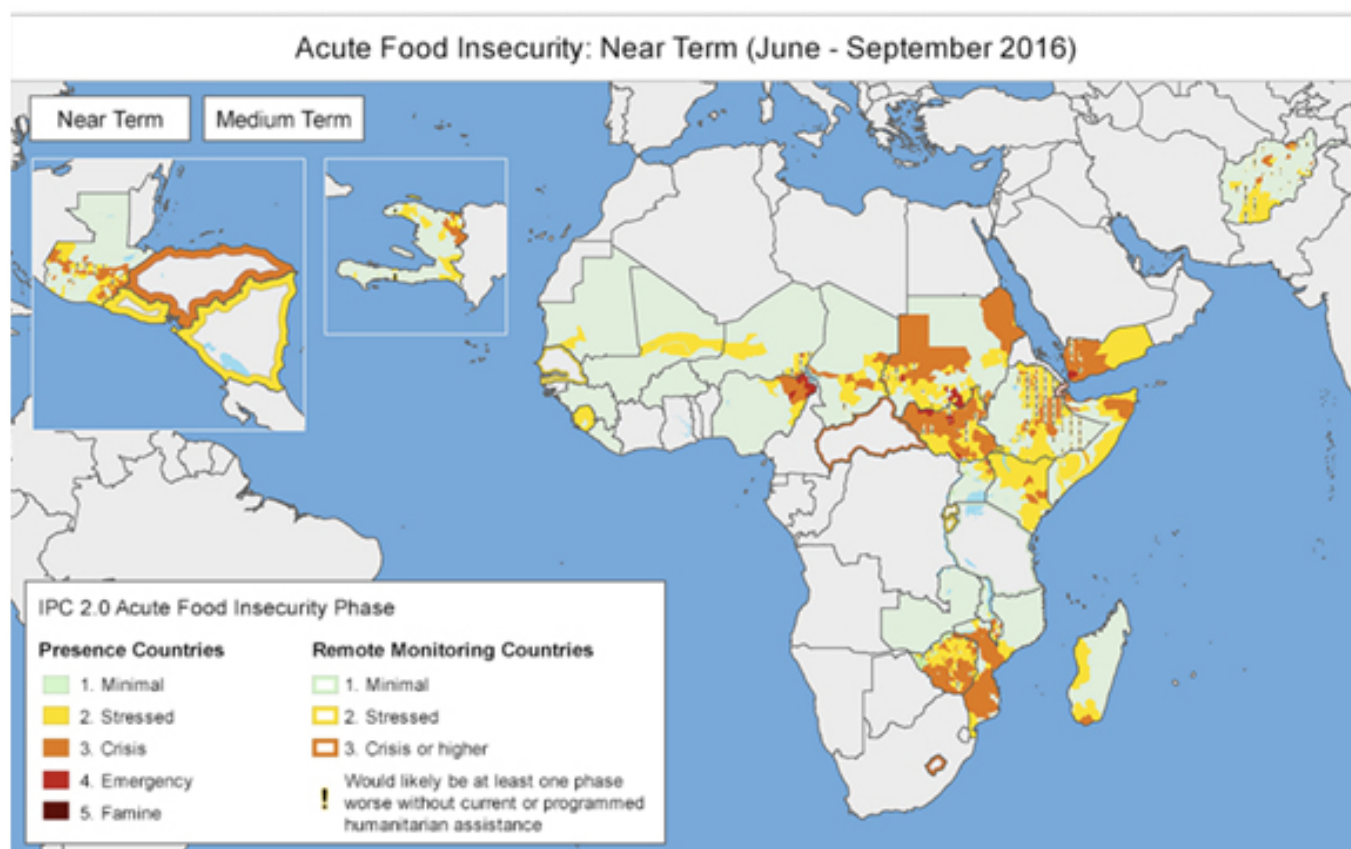 Acute Food Insecurity: Near Term (June - September 2016)
Near Term
Medium Term
IPC 2.0 Acute Food Insecurity Phase
Presence Countries
1. Minimal
2. Stressed
3. Crisis
4. Emergency
5. Famine
Remote Monitoring Countries
1. Minimal
2. Stressed
3. Crisis or higher
! Would likely be at least one phase
worse without current or programmed
humanitarian assistance